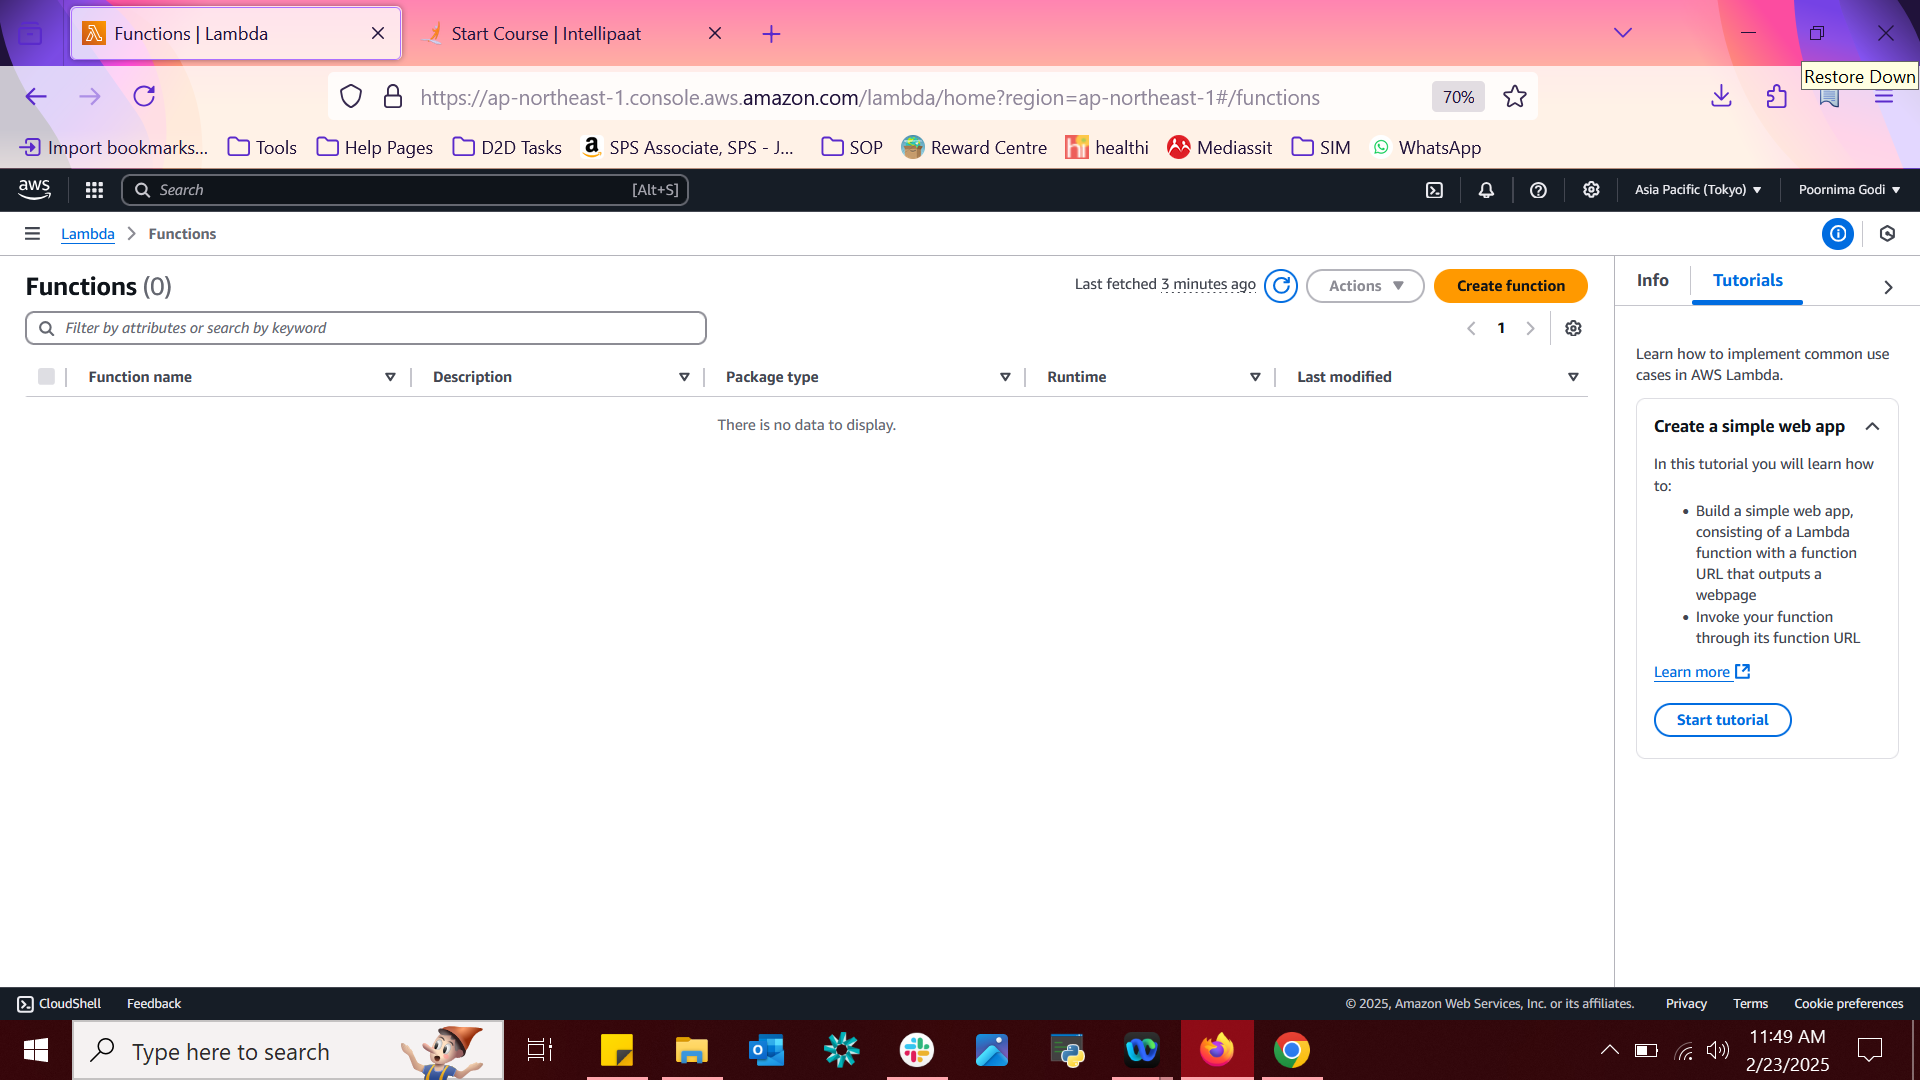 Functions | Lambda
Start Course | Intellipaat
Restore Down
https://ap-northeast-1.console.aws.amazon.com/lambda/home?region=ap-northeast-1#/functions
70%
Import bookmarks...
Tools
Help Pages
D2D Tasks
SPS Associate, SPS - J...
SOP
Reward Centre
healthi
Mediassit
SIM
WhatsApp
aws
Search
[Alt+S]
Asia Pacific (Tokyo)
Poornima Godi
Lambda
Functions
Functions (0)
Last fetched 3 minutes ago
Actions
Create function
Filter by attributes or search by keyword
1
Function name
Description
Package type
Runtime
Last modified
There is no data to display.
Info
Tutorials
Learn how to implement common use
cases in AWS Lambda.
Create a simple web app
In this tutorial you will learn how
to:
• Build a simple web app,
consisting of a Lambda
function with a function
URL that outputs a
webpage
• Invoke your function
through its function URL
Learn more
Start tutorial
CloudShell
Feedback
© 2025, Amazon Web Services, Inc. or its affiliates.
Privacy
Terms
Cookie preferences
Type here to search
11:49 AM
2/23/2025